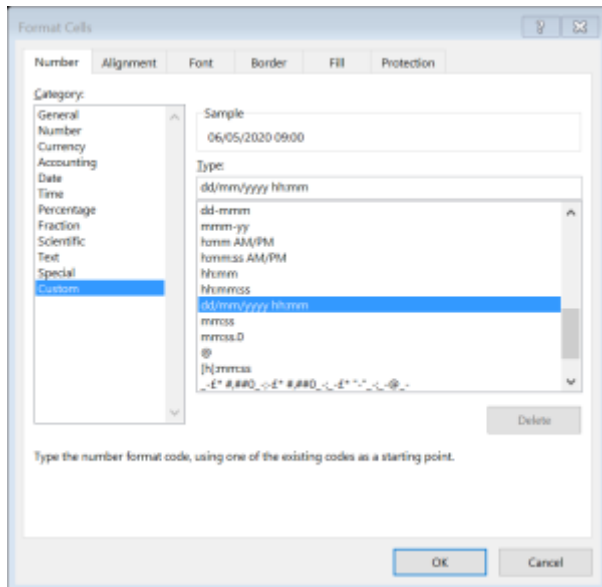 Format Cells
Number Alignment Font Border Fill Protection
Category:
General
Number
Currency
Accounting
Date
Time
Percentage
Fraction
Scientific
Text
Special
Custom
Sample
06/05/2020 09:00
Type:
dd/mm/yyyy hh:mm
dd-mmm
mmm-yy
h:mm AM/PM
h:mm:ss AM/PM
hh:mm
hh:mm:ss
dd/mm/yyyy hh:mm
mm:ss
mm:ss.0
@
[h]:mm:ss
_-£* #,##0_-;-£* #,##0_-;_-£* "-"_-;_-@_-
Delete
Type the number format code, using one of the existing codes as a starting point.
OK Cancel